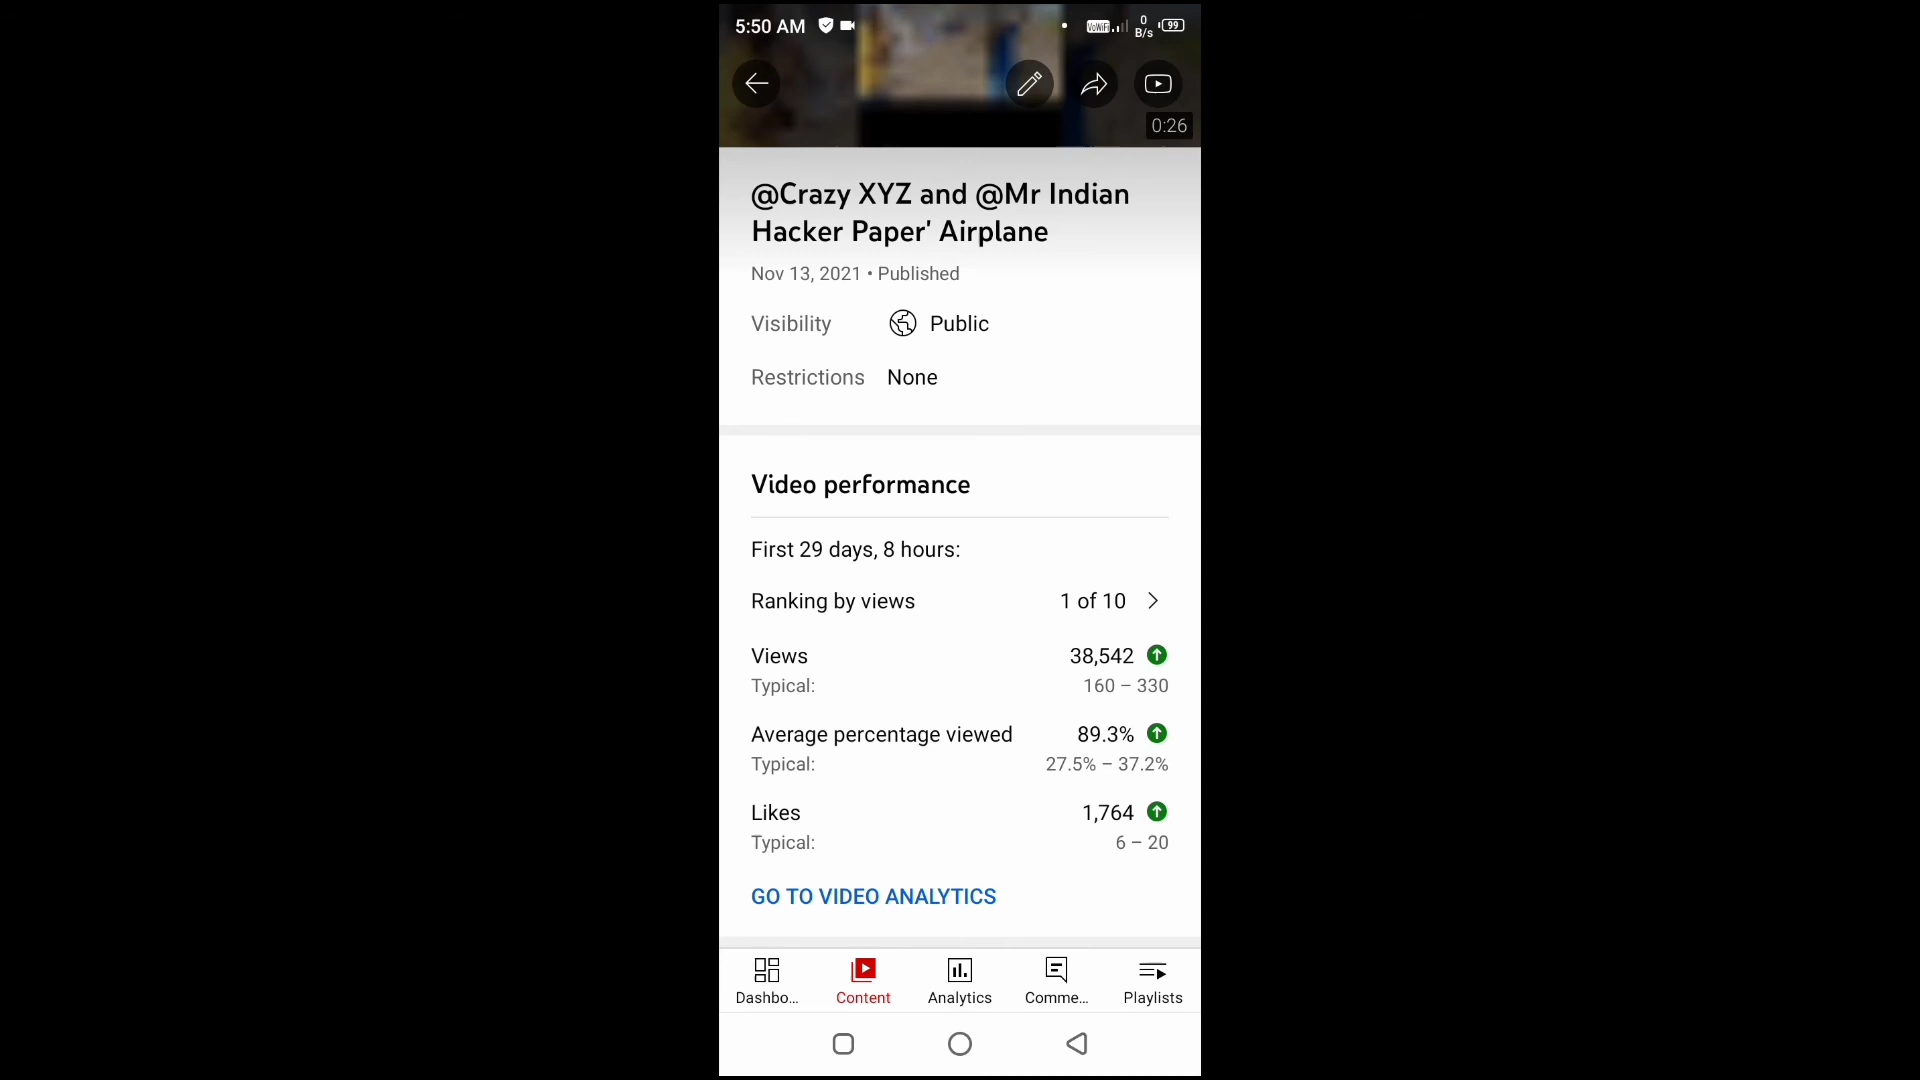 5:50 AM
VoWiFi
0 B/s
99
0:26
@Crazy XYZ and @Mr Indian
Hacker Paper' Airplane
Nov 13, 2021 • Published
Visibility Public
Restrictions None
Video performance
First 29 days, 8 hours:
Ranking by views 1 of 10
Views 38,542
Typical: 160 – 330
Average percentage viewed 89.3%
Typical: 27.5% – 37.2%
Likes 1,764
Typical: 6 – 20
GO TO VIDEO ANALYTICS
Dashbo... Content Analytics Comme... Playlists